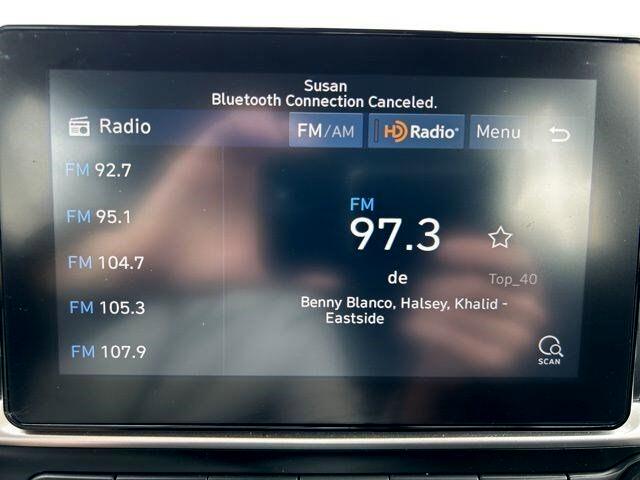 Susan
Bluetooth Connection Canceled.
Radio
FM/AM
HD Radio
Menu
FM 92.7
FM 95.1
FM 104.7
FM 105.3
FM 107.9
FM
97.3
de
Top_40
Benny Blanco, Halsey, Khalid -
Eastside
SCAN